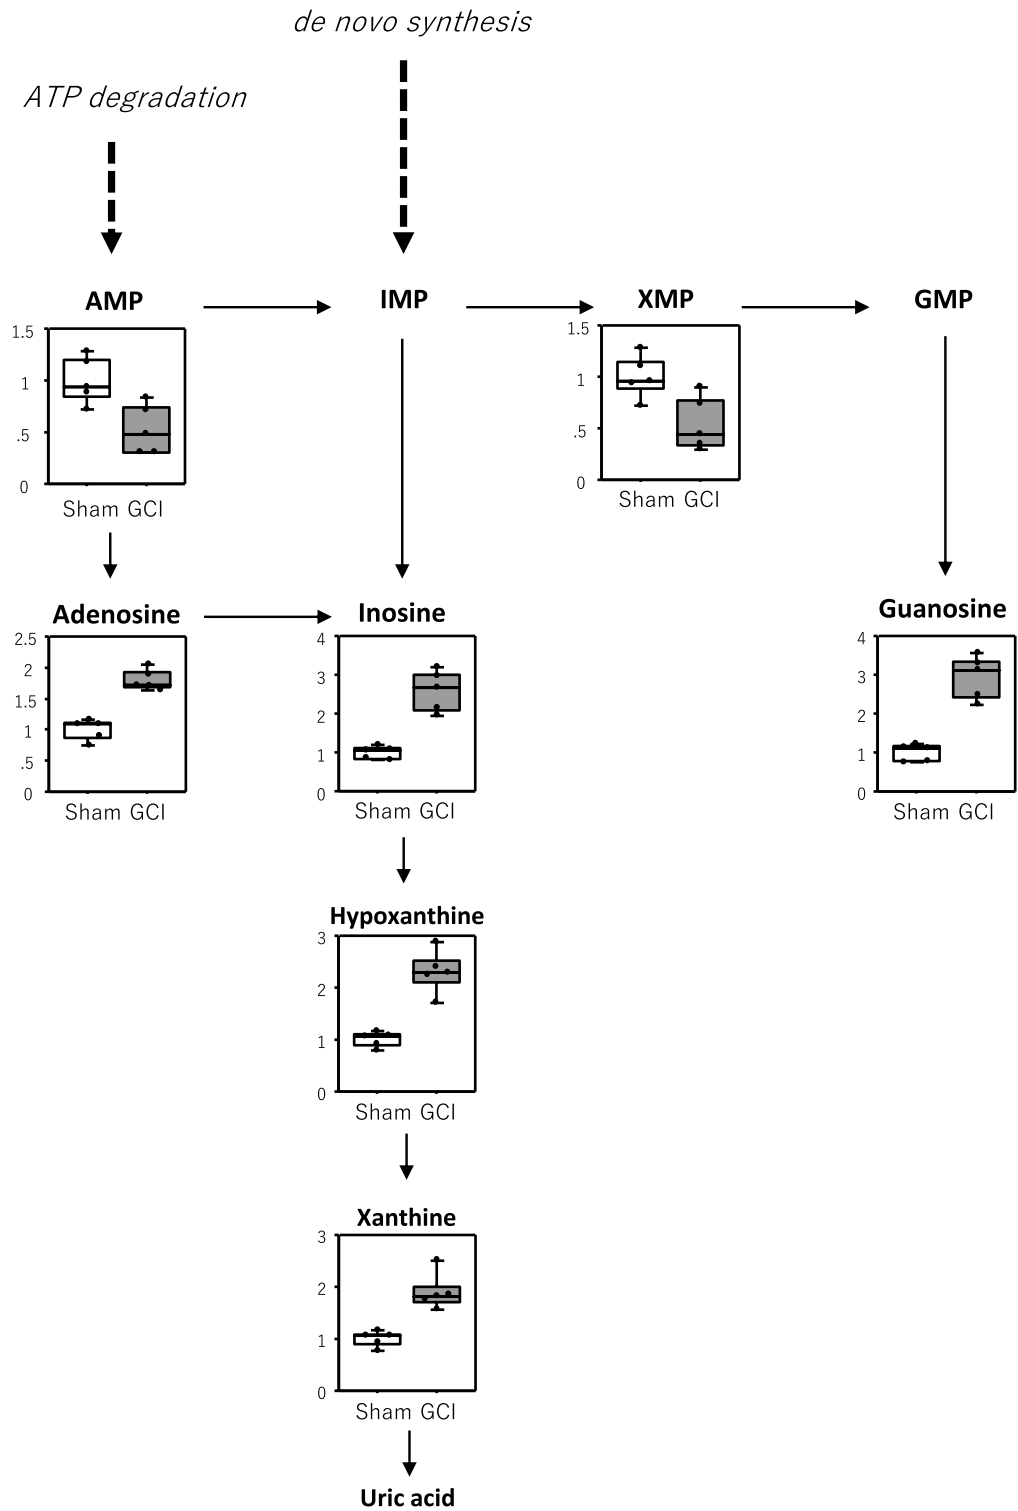 de novo synthesis
ATP degradation
AMP
IMP
XMP
GMP
1.5
1
.5
0
Sham GCI
1.5
1
.5
0
Sham GCI
Adenosine
Inosine
Guanosine
2.5
2
1.5
1
.5
0
Sham GCI
4
3
2
1
0
Sham GCI
4
3
2
1
0
Sham GCI
Hypoxanthine
3
2
1
0
Sham GCI
Xanthine
3
2
1
0
Sham GCI
Uric acid